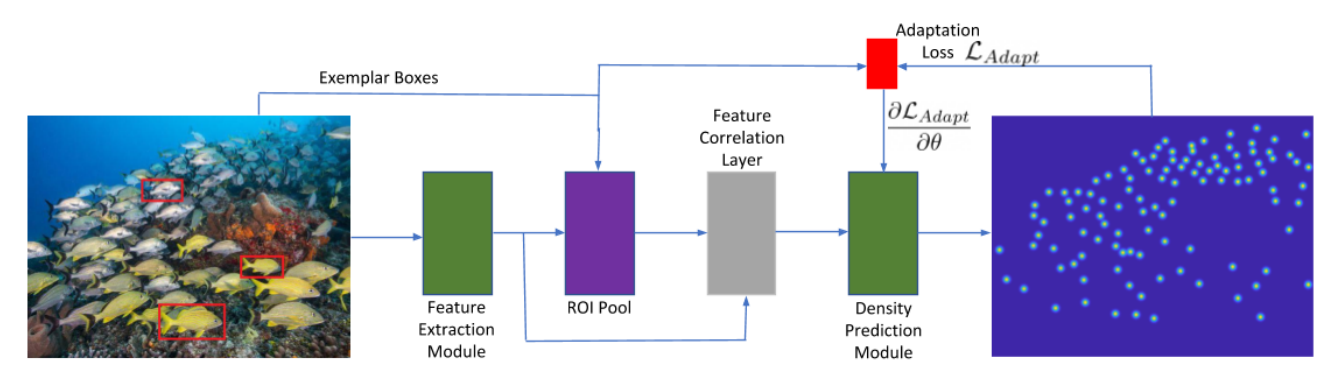 Adaptation
Loss ℒ_Adapt
Exemplar Boxes
∂ℒ_Adapt
∂θ
Feature
Correlation
Layer
Feature
Extraction
Module
ROI Pool
Density
Prediction
Module